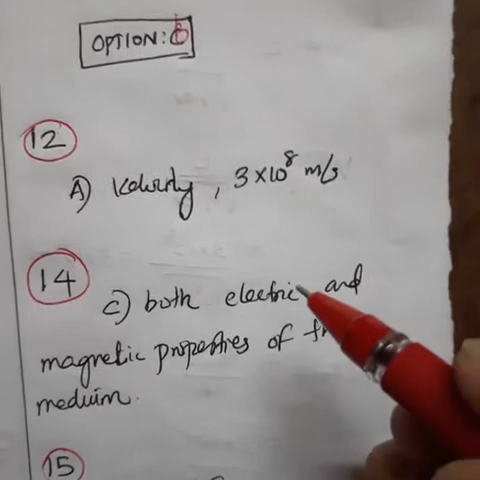 OPTION: b
12
A) Velocity, 3×10⁸ m/s
14
C) both electric and
magnetic properties of
medium.
15